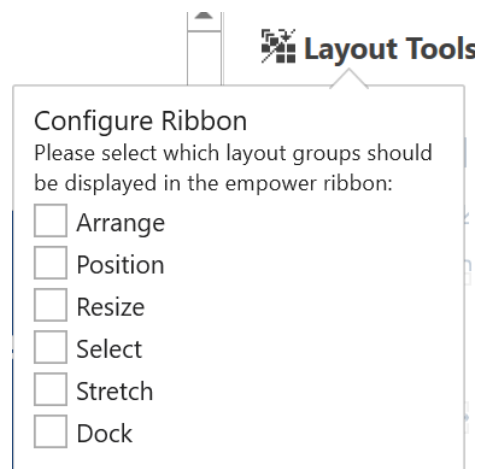 Layout Tools
Configure Ribbon
Please select which layout groups should
be displayed in the empower ribbon:
Arrange
Position
Resize
Select
Stretch
Dock